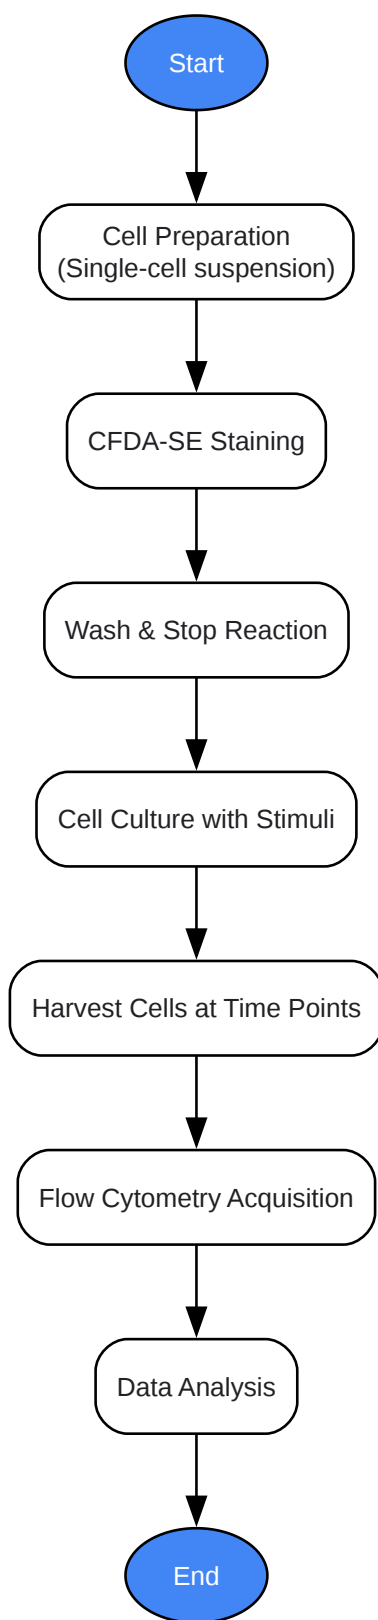 Start
Cell Preparation
(Single-cell suspension)
CFDA-SE Staining
Wash & Stop Reaction
Cell Culture with Stimuli
Harvest Cells at Time Points
Flow Cytometry Acquisition
Data Analysis
End